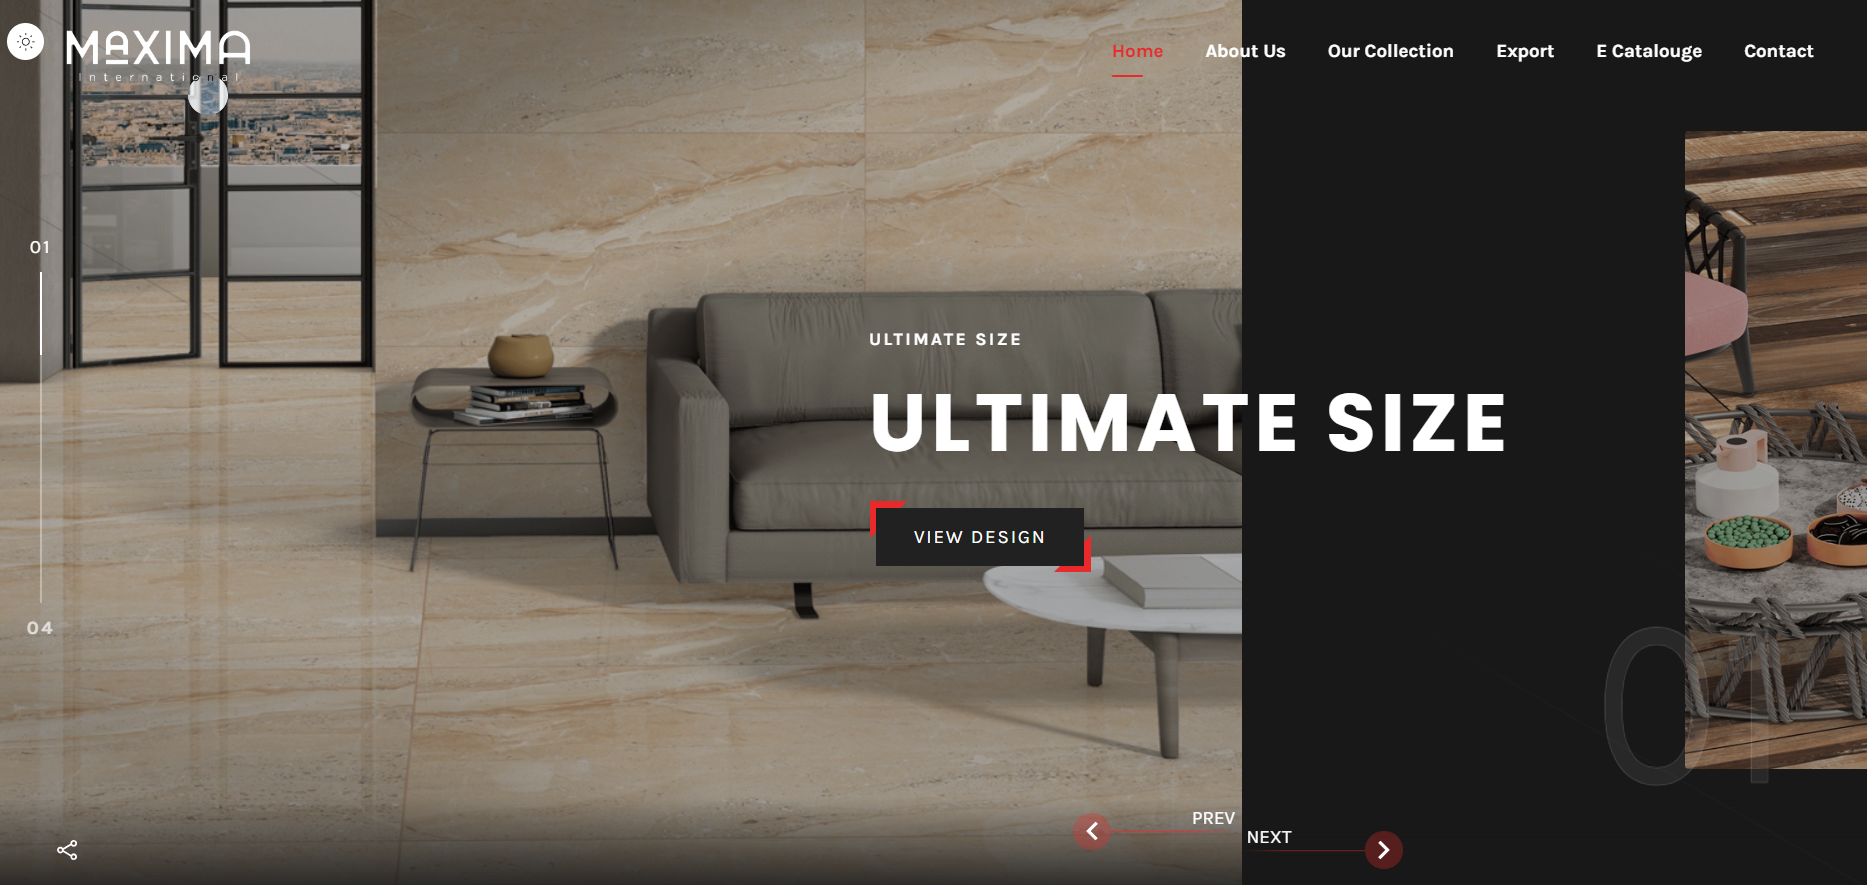 MAXIMA
International
Home
About Us
Our Collection
Export
E Catalouge
Contact
01
04
ULTIMATE SIZE
ULTIMATE SIZE
VIEW DESIGN
01
PREV
NEXT